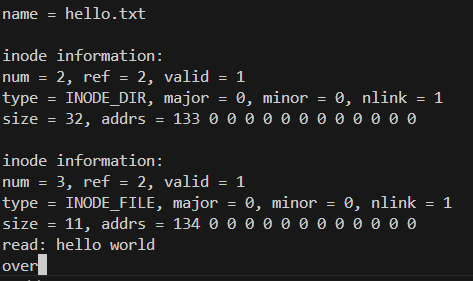 name = hello.txt
inode information:
num = 2, ref = 2, valid = 1
type = INODE_DIR, major = 0, minor = 0, nlink = 1
size = 32, addrs = 133 0 0 0 0 0 0 0 0 0 0 0 0
inode information:
num = 3, ref = 2, valid = 1
type = INODE_FILE, major = 0, minor = 0, nlink = 1
size = 11, addrs = 134 0 0 0 0 0 0 0 0 0 0 0 0
read: hello world
over